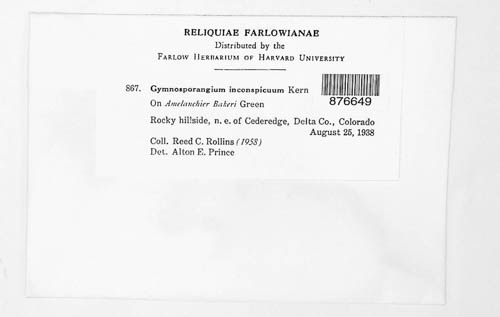 RELIQUIAE FARLOWIANAE
Distributed by the
FARLOW HERBARIUM OF HARVARD UNIVERSITY
867. Gymnosporangium inconspicuum Kern
On Amelanchier Bakeri Green
876649
Rocky hillside, n. e. of Cederedge, Delta Co., Colorado
August 25, 1938
Coll. Reed C. Rollins (1958)
Det. Alton E. Prince